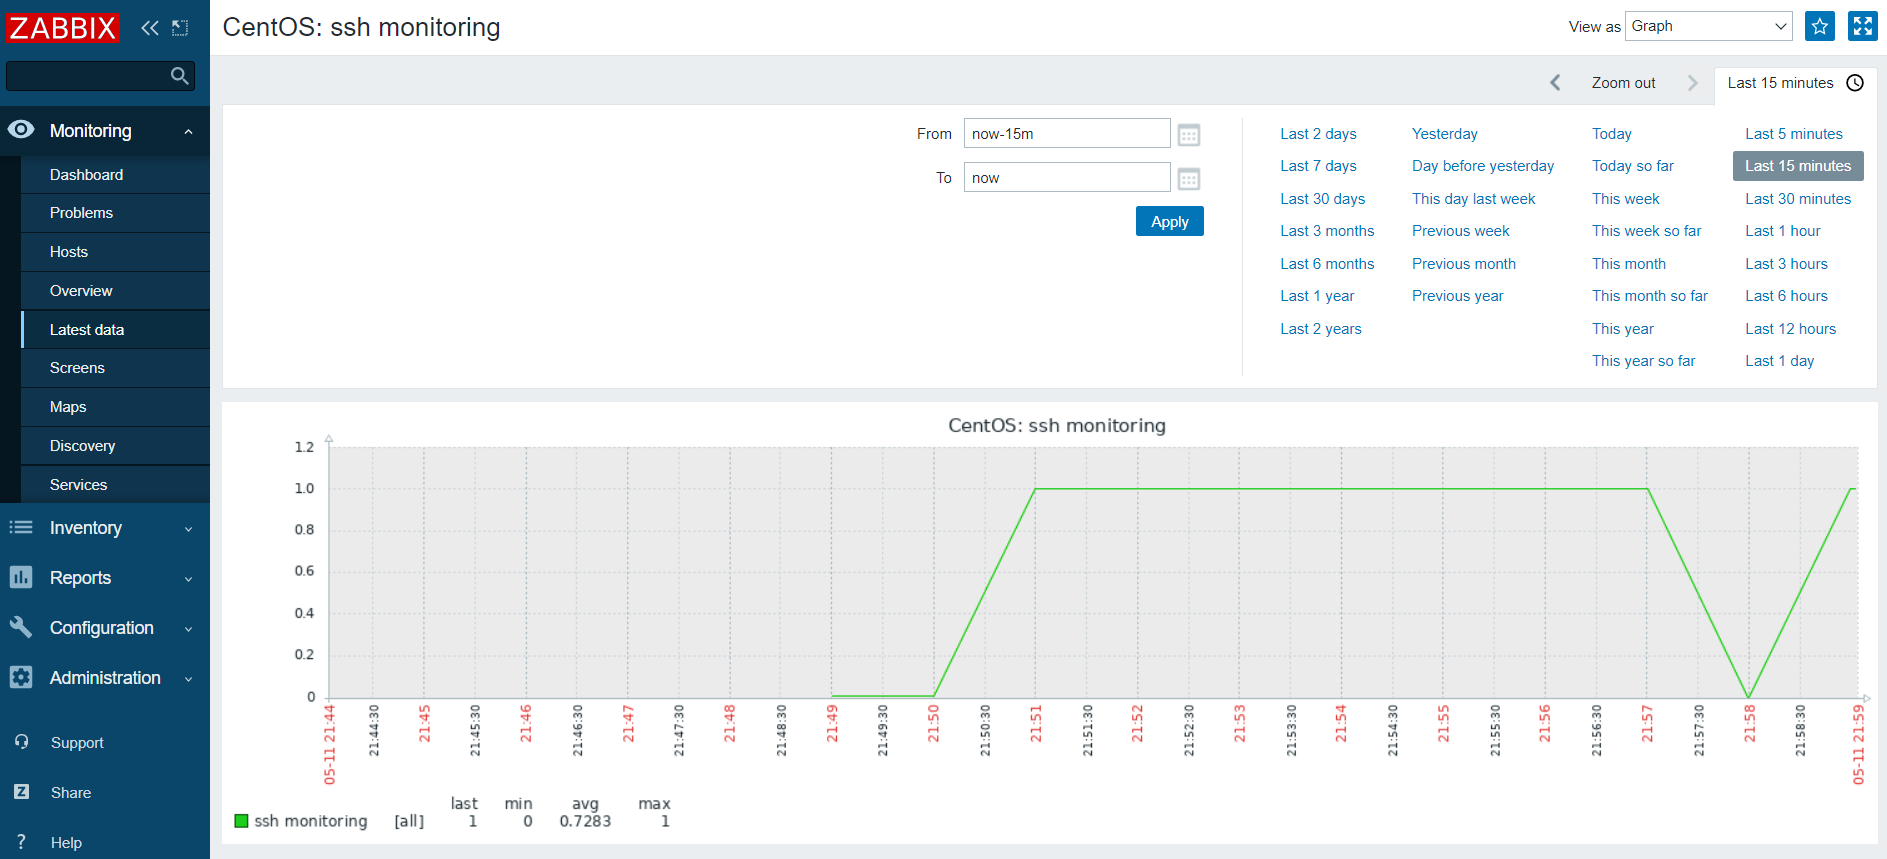 ZABBIX
Monitoring
Dashboard
Problems
Hosts
Overview
Latest data
Screens
Maps
Discovery
Services
Inventory
Reports
Configuration
Administration
Support
Z Share
? Help
CentOS: ssh monitoring
View as Graph
Zoom out Last 15 minutes
From now-15m
To now
Apply
Last 2 days Yesterday Today Last 5 minutes
Last 7 days Day before yesterday Today so far Last 15 minutes
Last 30 days This day last week This week Last 30 minutes
Last 3 months Previous week This week so far Last 1 hour
Last 6 months Previous month This month Last 3 hours
Last 1 year Previous year This month so far Last 6 hours
Last 2 years This year Last 12 hours
This year so far Last 1 day
CentOS: ssh monitoring
1.2
1.0
0.8
0.6
0.4
0.2
0
05-11 21:44 21:44:30 21:45 21:45:30 21:46 21:46:30 21:47 21:47:30 21:48 21:48:30 21:49 21:49:30 21:50 21:50:30 21:51 21:51:30 21:52 21:52:30 21:53 21:53:30 21:54 21:54:30 21:55 21:55:30 21:56 21:56:30 21:57 21:57:30 21:58 21:58:30 05-11 21:59
last min avg max
ssh monitoring [all] 1 0 0.7283 1